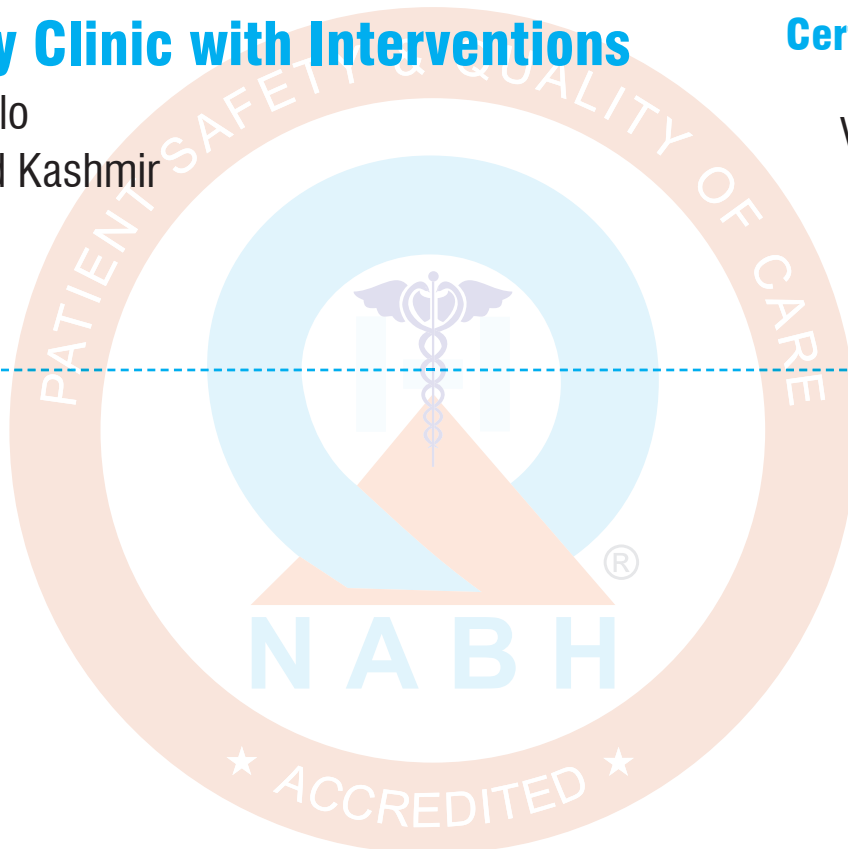 y Clinic with Interventions
Cer
lo
d Kashmir
PATIENT SAFETY & QUALITY OF CARE
H
®
NABH
★ ACCREDITED ★